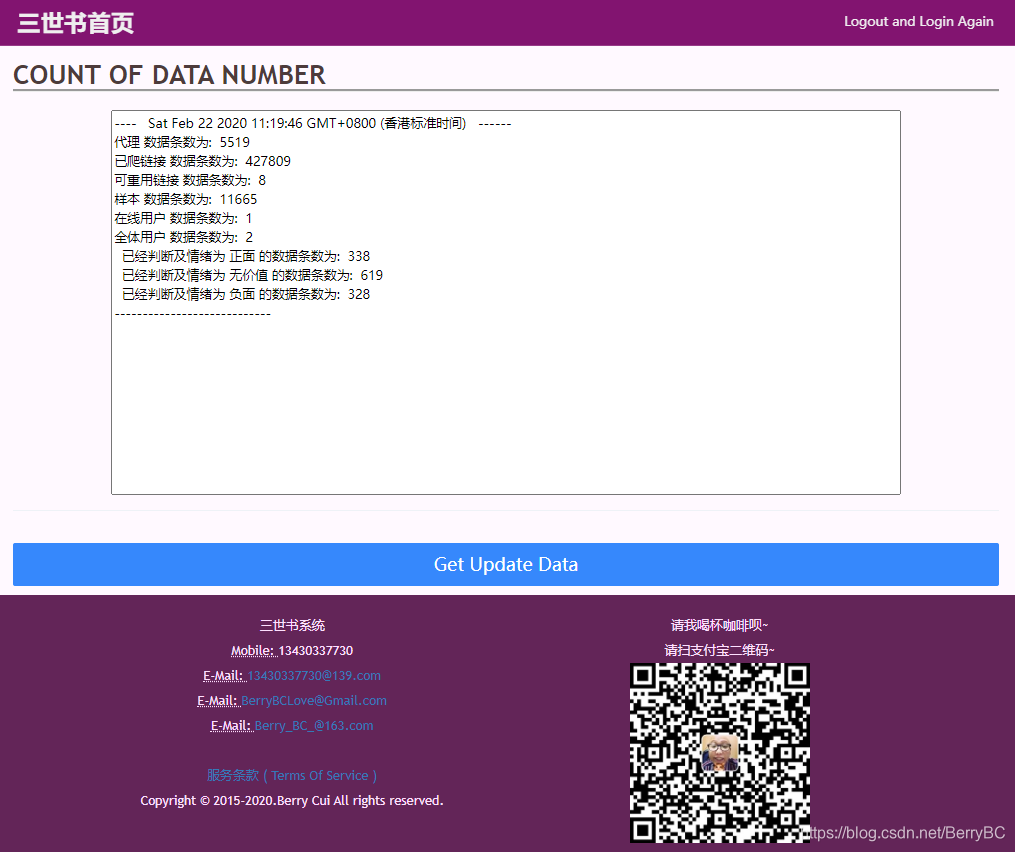 三世书首页
Logout and Login Again
COUNT OF DATA NUMBER
---- Sat Feb 22 2020 11:19:46 GMT+0800 (香港标准时间) ------
代理 数据条数为: 5519
已爬链接 数据条数为: 427809
可重用链接 数据条数为: 8
样本 数据条数为: 11665
在线用户 数据条数为: 1
全体用户 数据条数为: 2
已经判断及情绪为 正面 的数据条数为: 338
已经判断及情绪为 无价值 的数据条数为: 619
已经判断及情绪为 负面 的数据条数为: 328
----------------------------
Get Update Data
三世书系统
Mobile: 13430337730
E-Mail: 13430337730@139.com
E-Mail: BerryBCLove@Gmail.com
E-Mail: Berry_BC_@163.com
服务条款 ( Terms Of Service )
Copyright © 2015-2020.Berry Cui All rights reserved.
请我喝杯咖啡呗~
请扫支付宝二维码~
https://blog.csdn.net/BerryBC